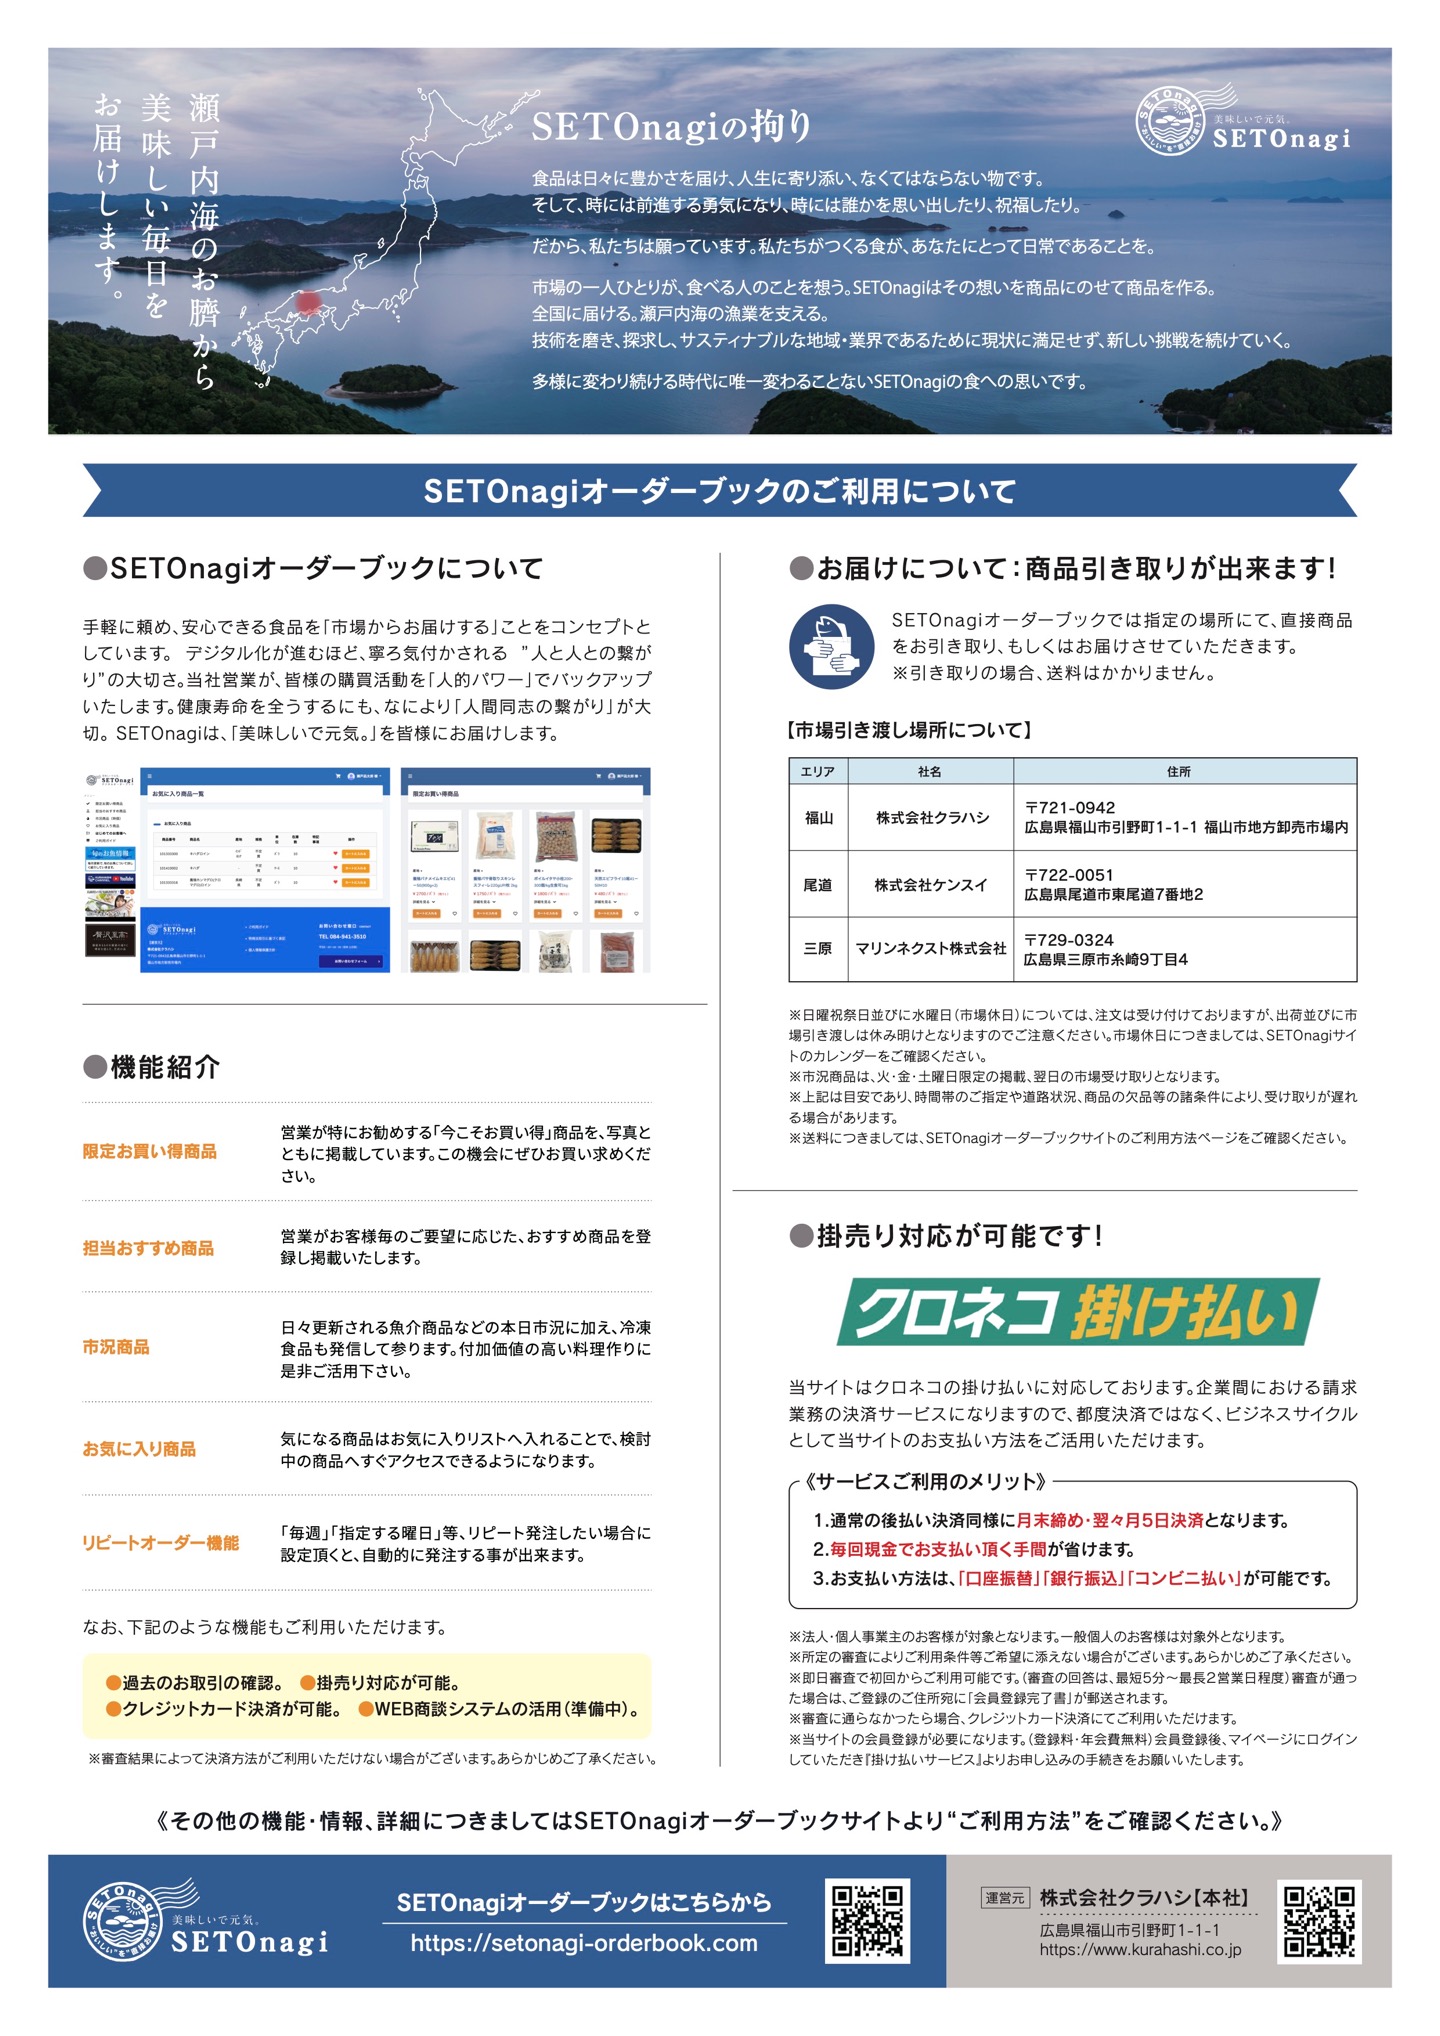 瀬戸内海のお臍から
美味しい毎日を
お届けします。
SETOnagiの拘り
SETOnagi
"おいしい"を"直接お届け
美味しいで元気。
SETOnagi
食品は日々に豊かさを届け、人生に寄り添い、なくてはならない物です。
そして、時には前進する勇気になり、時には誰かを思い出したり、祝福したり。
だから、私たちは願っています。私たちがつくる食が、あなたにとって日常であることを。
市場の一人ひとりが、食べる人のことを想う。SETOnagiはその想いを商品にのせて商品を作る。
全国に届ける。瀬戸内海の漁業を支える。
技術を磨き、探求し、サスティナブルな地域・業界であるために現状に満足せず、新しい挑戦を続けていく。
多様に変わり続ける時代に唯一変わることないSETOnagiの食への思いです。
SETOnagiオーダーブックのご利用について
●SETOnagiオーダーブックについて
手軽に頼め、安心できる食品を「市場からお届けする」ことをコンセプトと
しています。 デジタル化が進むほど、寧ろ気付かされる ”人と人との繋が
り”の大切さ。当社営業が、皆様の購買活動を「人的パワー」でバックアップ
いたします。健康寿命を全うするにも、なにより「人間同志の繋がり」が大
切。SETOnagiは、「美味しいで元気。」を皆様にお届けします。
SETOnagi
お気に入り商品一覧
お気に入り商品
SETOnagi
TEL 084-941-3510
お問い合わせフォーム
限定お買い得商品
贅沢至高
●機能紹介
限定お買い得商品
営業が特にお勧めする「今こそお買い得」商品を、写真と
ともに掲載しています。この機会にぜひお買い求めくだ
さい。
担当おすすめ商品
営業がお客様毎のご要望に応じた、おすすめ商品を登
録し掲載いたします。
市況商品
日々更新される魚介商品などの本日市況に加え、冷凍
食品も発信して参ります。付加価値の高い料理作りに
是非ご活用下さい。
お気に入り商品
気になる商品はお気に入りリストへ入れることで、検討
中の商品へすぐアクセスできるようになります。
リピートオーダー機能
「毎週」「指定する曜日」等、リピート発注したい場合に
設定頂くと、自動的に発注する事が出来ます。
なお、下記のような機能もご利用いただけます。
●過去のお取引の確認。 ●掛売り対応が可能。
●クレジットカード決済が可能。 ●WEB商談システムの活用（準備中）。
※審査結果によって決済方法がご利用いただけない場合がございます。あらかじめご了承ください。
●お届けについて：商品引き取りが出来ます！
SETOnagiオーダーブックでは指定の場所にて、直接商品
をお引き取り、もしくはお届けさせていただきます。
※引き取りの場合、送料はかかりません。
【市場引き渡し場所について】
エリア 社名 住所
福山 株式会社クラハシ 〒721-0942
広島県福山市引野町1-1-1 福山市地方卸売市場内
尾道 株式会社ケンスイ 〒722-0051
広島県尾道市東尾道7番地2
三原 マリンネクスト株式会社 〒729-0324
広島県三原市糸崎9丁目4
※日曜祝祭日並びに水曜日（市場休日）については、注文は受け付けておりますが、出荷並びに市
場引き渡しは休み明けとなりますのでご注意ください。市場休日につきましては、SETOnagiサイ
トのカレンダーをご確認ください。
※市況商品は、火・金・土曜日限定の掲載、翌日の市場受け取りとなります。
※上記は目安であり、時間帯のご指定や道路状況、商品の欠品等の諸条件により、受け取りが遅れ
る場合があります。
※送料につきましては、SETOnagiオーダーブックサイトのご利用方法ページをご確認ください。
●掛売り対応が可能です！
クロネコ掛け払い
当サイトはクロネコの掛け払いに対応しております。企業間における請求
業務の決済サービスになりますので、都度決済ではなく、ビジネスサイクル
として当サイトのお支払い方法をご活用いただけます。
《サービスご利用のメリット》
1.通常の後払い決済同様に月末締め・翌々月5日決済となります。
2.毎回現金でお支払い頂く手間が省けます。
3.お支払い方法は、「口座振替」「銀行振込」「コンビニ払い」が可能です。
※法人・個人事業主のお客様が対象となります。一般個人のお客様は対象外となります。
※所定の審査によりご利用条件等ご希望に添えない場合がございます。あらかじめご了承ください。
※即日審査で初回からご利用可能です。（審査の回答は、最短5分～最長2営業日程度）審査が通っ
た場合は、ご登録のご住所宛に「会員登録完了書」が郵送されます。
※審査に通らなかったら場合、クレジットカード決済にてご利用いただけます。
※当サイトの会員登録が必要になります。（登録料・年会費無料）会員登録後、マイページにログイン
していただき『掛け払いサービス』よりお申し込みの手続きをお願いいたします。
《その他の機能・情報、詳細につきましてはSETOnagiオーダーブックサイトより“ご利用方法”をご確認ください。》
SETOnagi
"おいしい"を"直接お届け
美味しいで元気。
SETOnagi
SETOnagiオーダーブックはこちらから
https://setonagi-orderbook.com
運営元 株式会社クラハシ【本社】
広島県福山市引野町1-1-1
https://www.kurahashi.co.jp